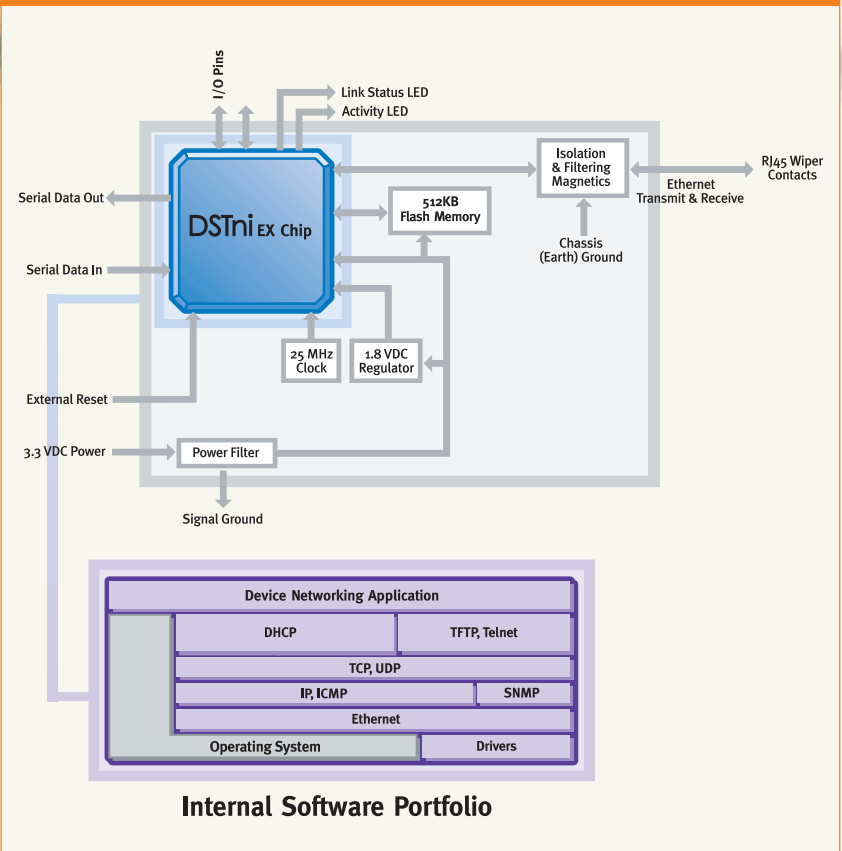 I/O Pins
Link Status LED
Activity LED
Isolation
& Filtering
Magnetics
RJ45 Wiper
Contacts
Ethernet
Transmit & Receive
Serial Data Out
512KB
Flash Memory
DSTni EX Chip
Chassis
(Earth) Ground
Serial Data In
25 MHz
Clock
1.8 VDC
Regulator
External Reset
3.3 VDC Power
Power Filter
Signal Ground
Device Networking Application
DHCP
TFTP, Telnet
TCP, UDP
IP, ICMP
SNMP
Ethernet
Operating System
Drivers
Internal Software Portfolio